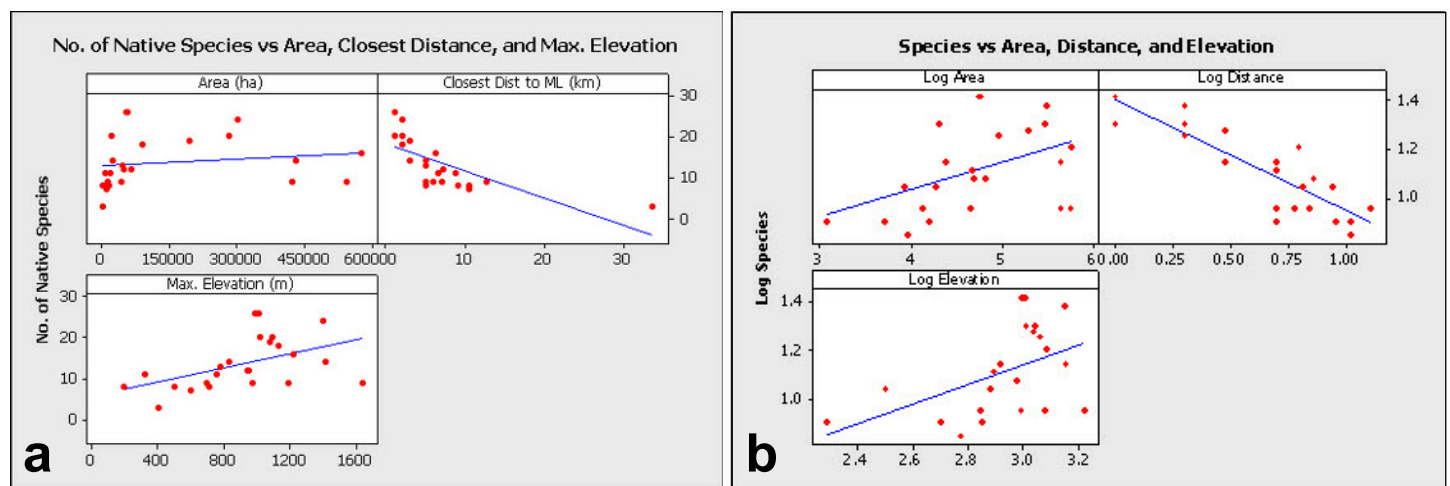 No. of Native Species vs Area, Closest Distance, and Max. Elevation
Area (ha)
Closest Dist to ML (km)
30
20
10
0
0 150000 300000 450000 600000
10 20 30
Max. Elevation (m)
30
20
10
0
0 400 800 1200 1600
No. of Native Species
a
Species vs Area, Distance, and Elevation
Log Area
Log Distance
1.4
1.2
1.0
3 4 5 6
0.00 0.25 0.50 0.75 1.00
Log Elevation
1.4
1.2
1.0
2.4 2.6 2.8 3.0 3.2
Log Species
b